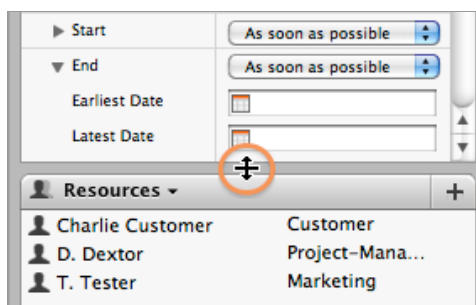 Start As soon as possible
End As soon as possible
Earliest Date
Latest Date
Resources
Charlie Customer Customer
D. Dextor Project-Mana...
T. Tester Marketing